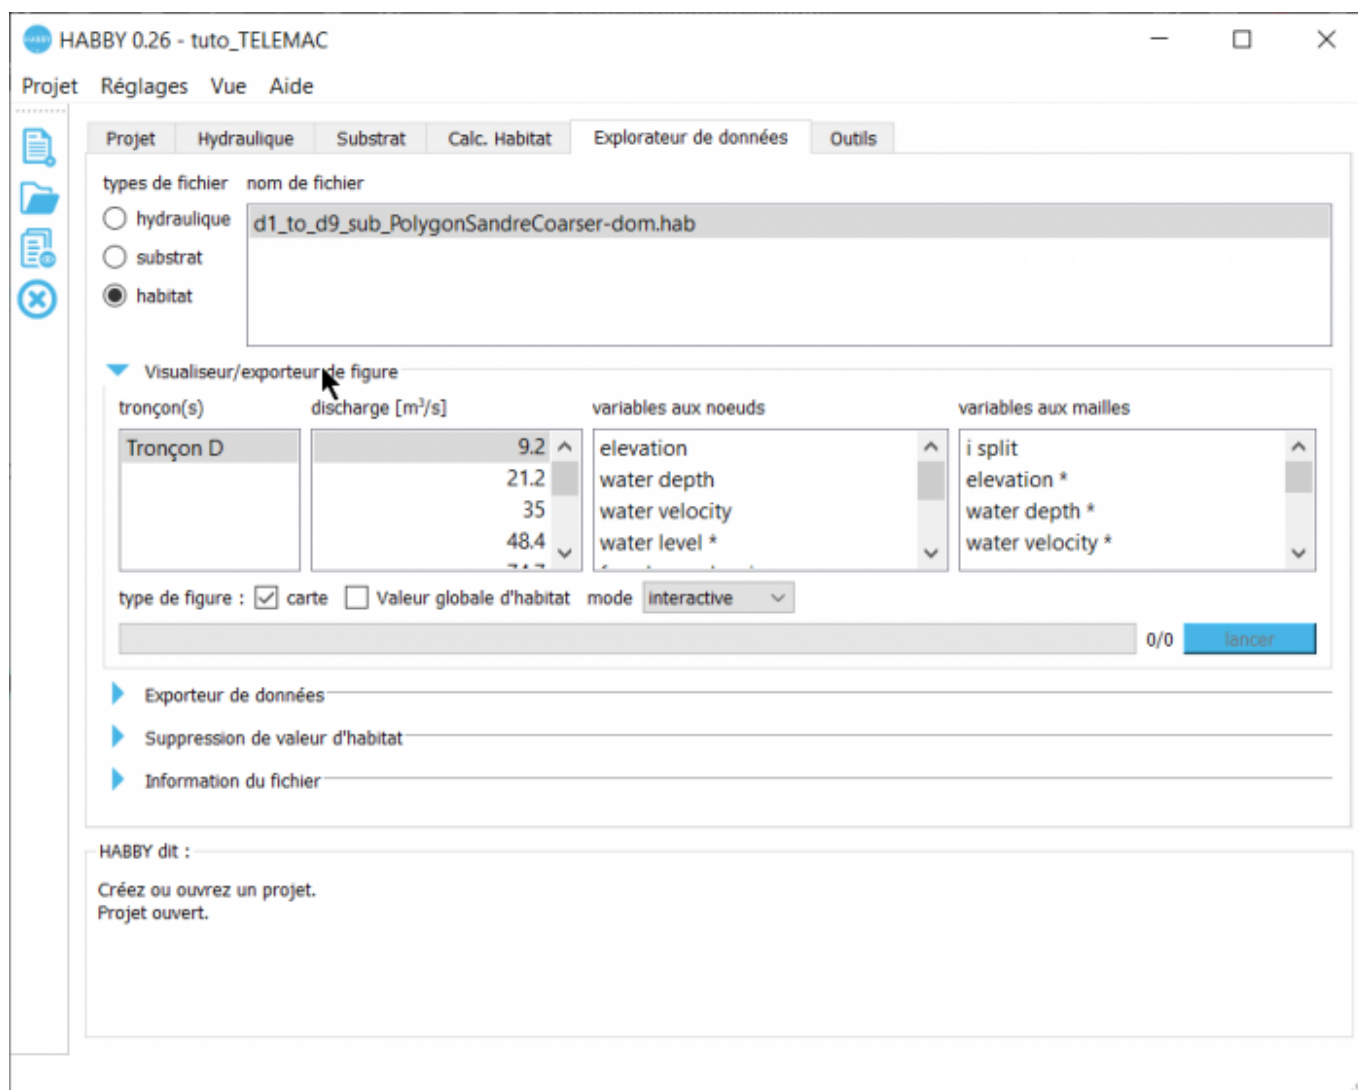 HABBY 0.26 - tuto_TELEMAC
Projet Réglages Vue Aide
Projet Hydraulique Substrat Calc. Habitat Explorateur de données Outils
types de fichier nom de fichier
hydraulique
d1_to_d9_sub_PolygonSandreCoarser-dom.hab
substrat
habitat
Visualiseur/exporteur de figure
tronçon(s) discharge [m³/s] variables aux noeuds variables aux mailles
Tronçon D 9.2 elevation i split
21.2 water depth elevation *
35 water velocity water depth *
48.4 water level * water velocity *
type de figure : carte Valeur globale d'habitat mode interactive
0/0 lancer
Exporteur de données
Suppression de valeur d'habitat
Information du fichier
HABBY dit :
Créez ou ouvrez un projet.
Projet ouvert.